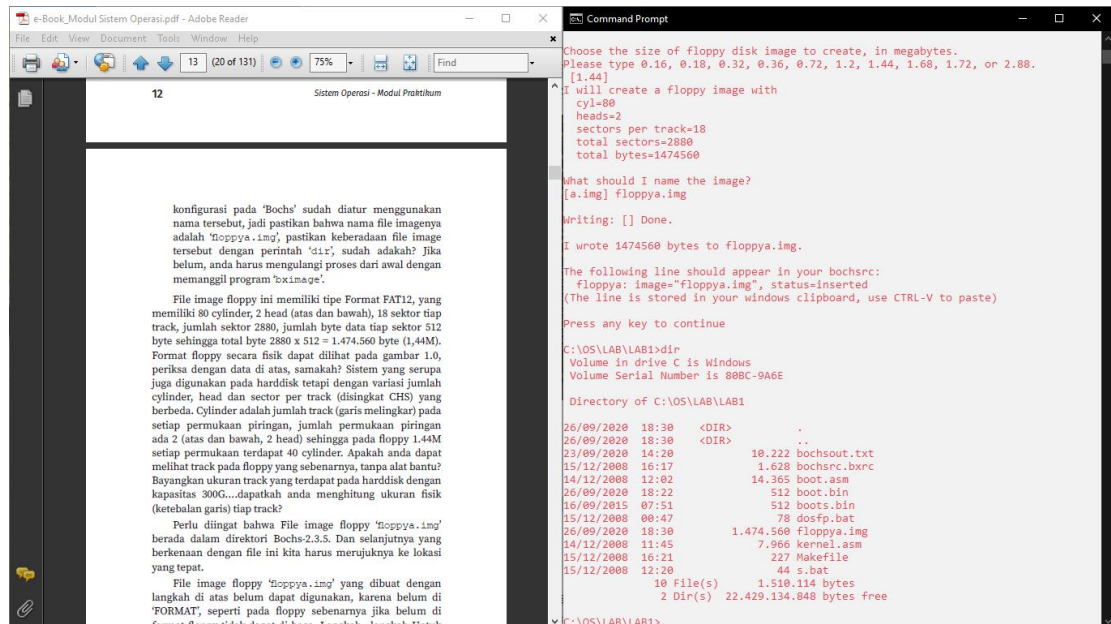 e-Book_Modul Sistem Operasi.pdf - Adobe Reader
File Edit View Document Tools Window Help
13 (20 of 131) 75% Find
12 Sistem Operasi - Modul Praktikum
konfigurasi pada ‘Bochs’ sudah diatur menggunakan
nama tersebut, jadi pastikan bahwa nama file imagenya
adalah ‘floppya.img’, pastikan keberadaan file image
tersebut dengan perintah ‘dir’, sudah adakah? Jika
belum, anda harus mengulangi proses dari awal dengan
memanggil program ‘bximage’.
File image floppy ini memiliki tipe Format FAT12, yang
memiliki 80 cylinder, 2 head (atas dan bawah), 18 sektor tiap
track, jumlah sektor 2880, jumlah byte data tiap sektor 512
byte sehingga total byte 2880 x 512 = 1.474.560 byte (1,44M).
Format floppy secara fisik dapat dilihat pada gambar 1.0,
periksa dengan data di atas, samakah? Sistem yang serupa
juga digunakan pada harddisk tetapi dengan variasi jumlah
cylinder, head dan sector per track (disingkat CHS) yang
berbeda. Cylinder adalah jumlah track (garis melingkar) pada
setiap permukaan piringan, jumlah permukaan piringan
ada 2 (atas dan bawah, 2 head) sehingga pada floppy 1.44M
setiap permukaan terdapat 40 cylinder. Apakah anda dapat
melihat track pada floppy yang sebenarnya, tanpa alat bantu?
Bayangkan ukuran track yang terdapat pada harddisk dengan
kapasitas 300G....dapatkah anda menghitung ukuran fisik
(ketebalan garis) tiap track?
Perlu diingat bahwa File image floppy ‘floppya.img’
berada dalam direktori Bochs-2.3.5. Dan selanjutnya yang
berkenaan dengan file ini kita harus merujuknya ke lokasi
yang tepat.
File image floppy ‘floppya.img’ yang dibuat dengan
langkah di atas belum dapat digunakan, karena belum di
‘FORMAT’, seperti pada floppy sebenarnya jika belum di
Command Prompt
Choose the size of floppy disk image to create, in megabytes.
Please type 0.16, 0.18, 0.32, 0.36, 0.72, 1.2, 1.44, 1.68, 1.72, or 2.88.
[1.44]
I will create a floppy image with
cyl=80
heads=2
sectors per track=18
total sectors=2880
total bytes=1474560
What should I name the image?
[a.img] floppya.img
Writing: [] Done.
I wrote 1474560 bytes to floppya.img.
The following line should appear in your bochsrc:
floppya: image="floppya.img", status=inserted
(The line is stored in your windows clipboard, use CTRL-V to paste)
Press any key to continue
C:\OS\LAB\LAB1>dir
Volume in drive C is Windows
Volume Serial Number is 80BC-9A6E
Directory of C:\OS\LAB\LAB1
26/09/2020 18:30 <DIR> .
26/09/2020 18:30 <DIR> ..
23/09/2020 14:20 10.222 bochsout.txt
15/12/2008 16:17 1.628 bochsrc.bxrc
14/12/2008 12:02 14.365 boot.asm
26/09/2020 18:22 512 boot.bin
16/09/2015 07:51 512 boots.bin
15/12/2008 00:47 78 dosfp.bat
26/09/2020 18:30 1.474.560 floppya.img
14/12/2008 11:45 7.966 kernel.asm
15/12/2008 16:21 227 Makefile
15/12/2008 12:20 44 s.bat
10 File(s) 1.510.114 bytes
2 Dir(s) 22.429.134.848 bytes free
C:\OS\LAB\LAB1>